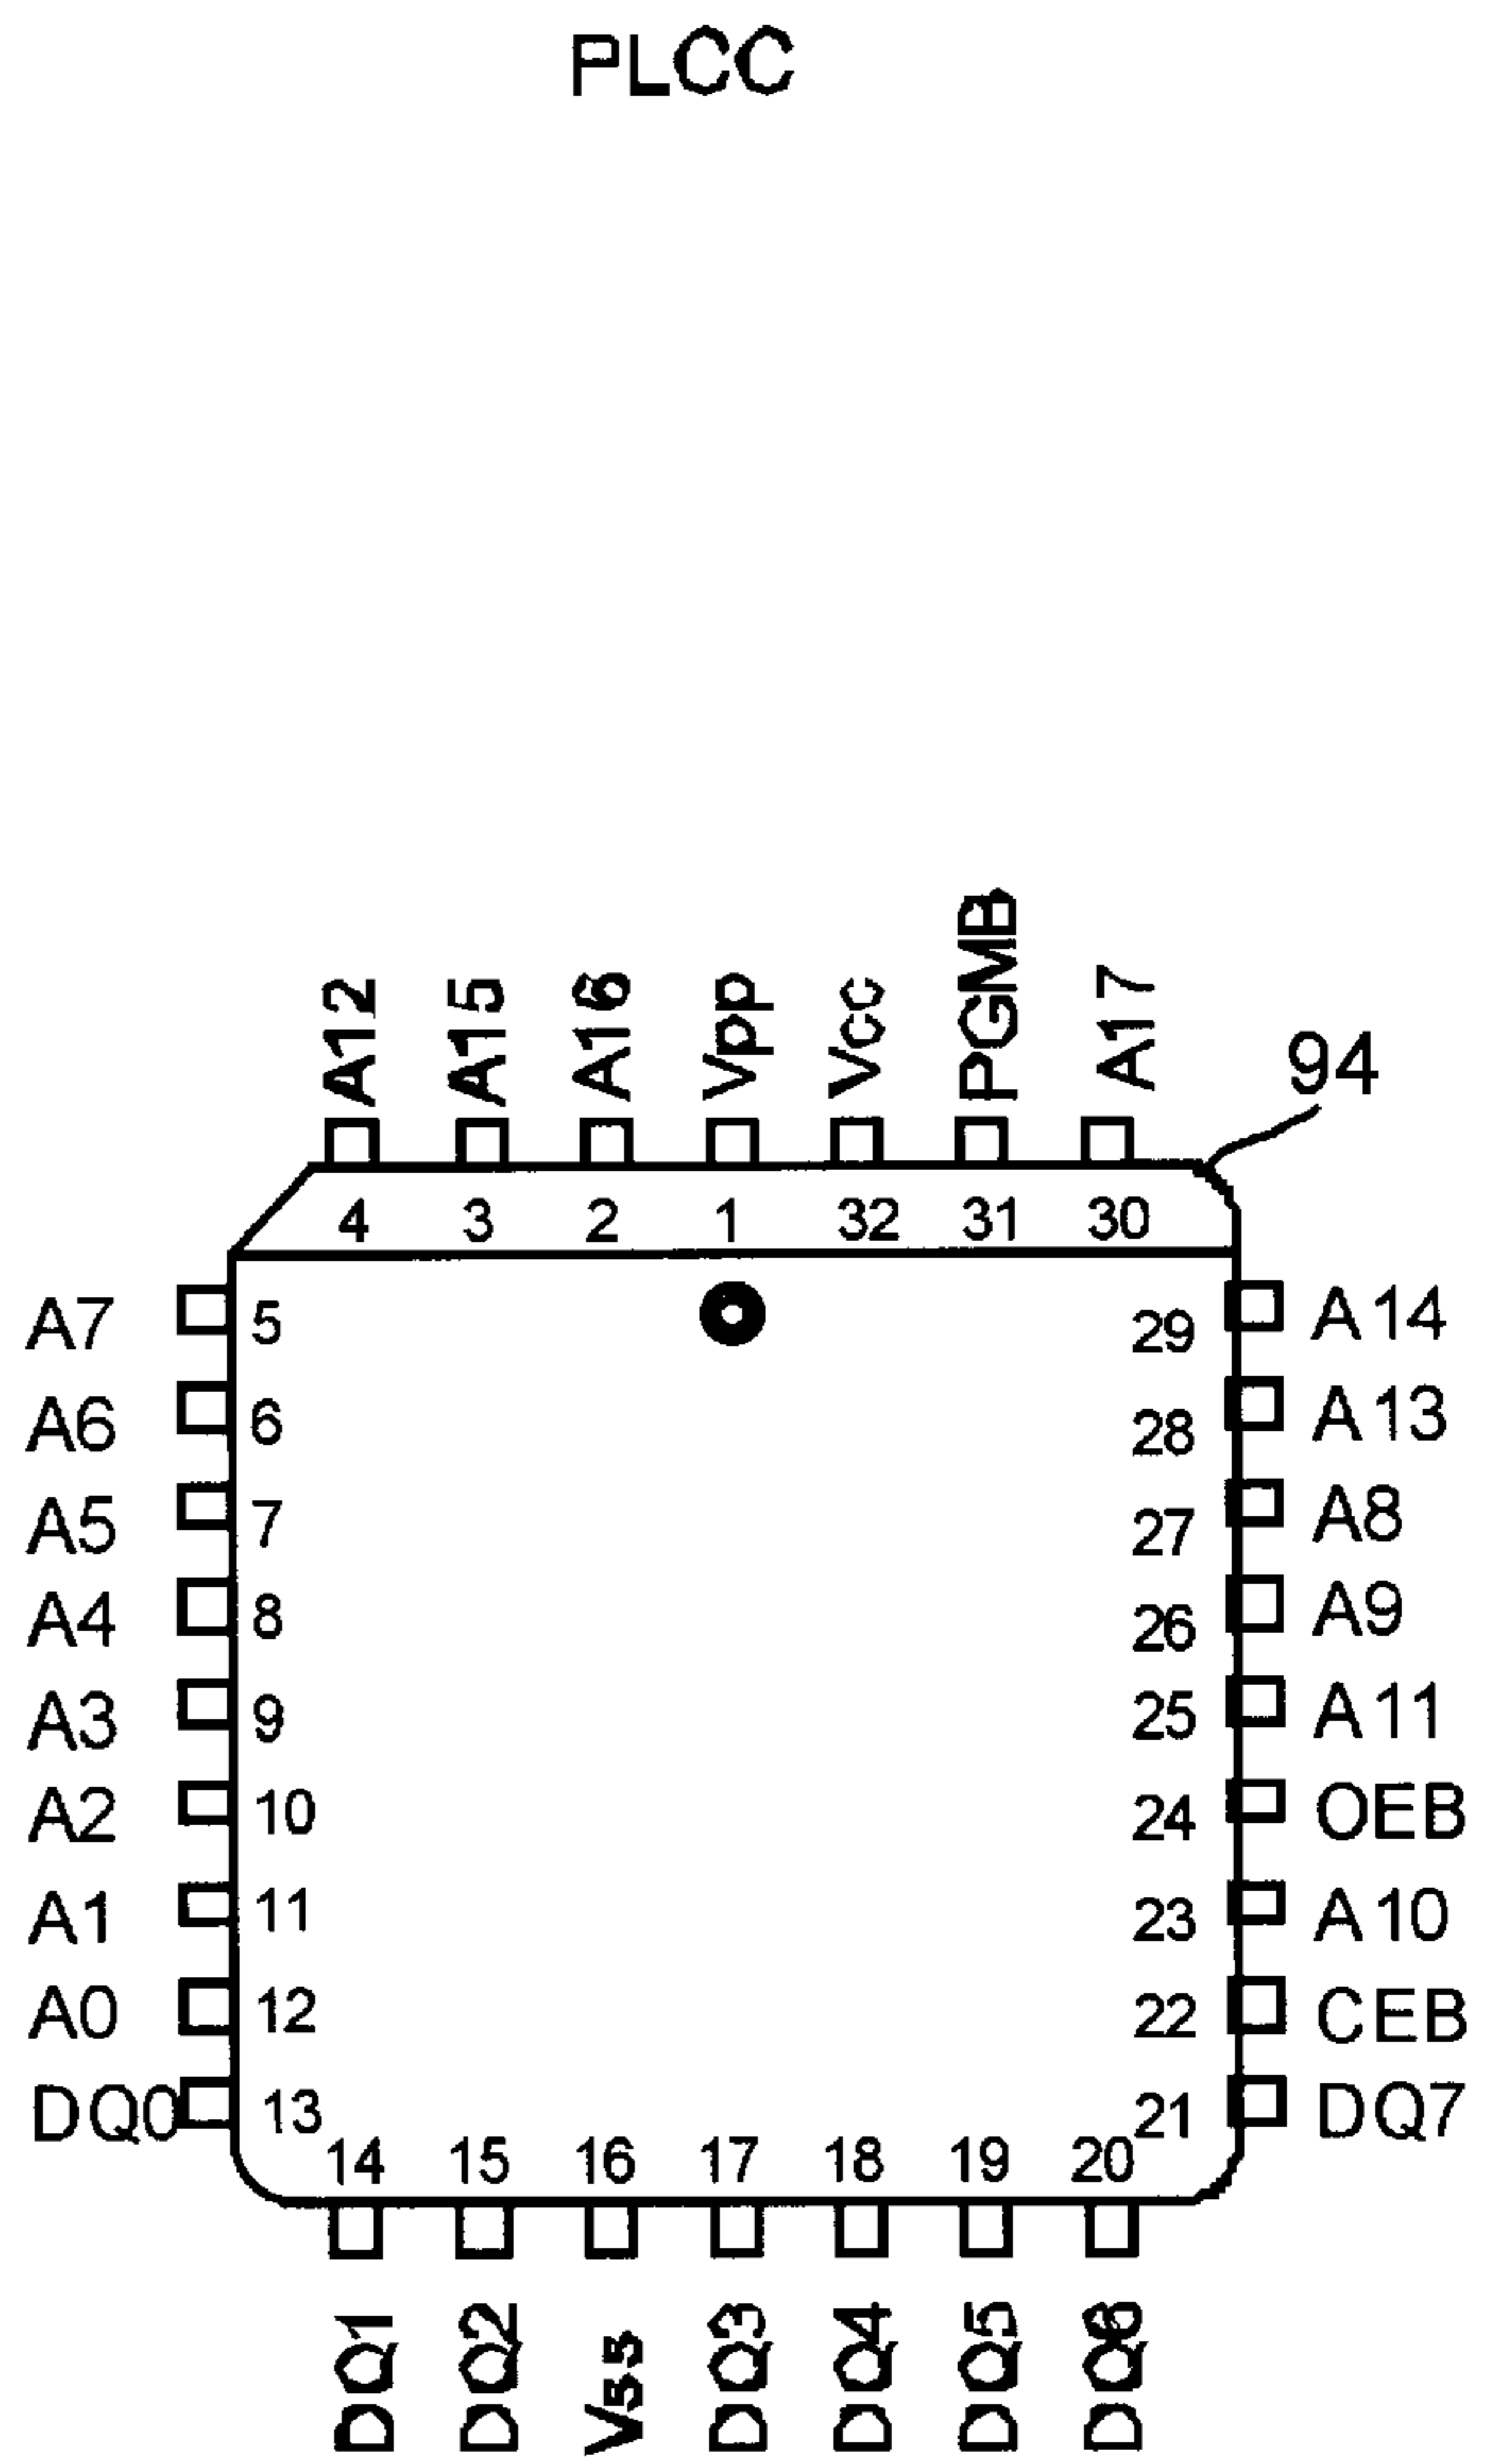 PLCC
A12 A15 A16 Vpp Vcc PGMB A17
94
4 3 2 1 32 31 30
A7 5 29 A14
A6 6 28 A13
A5 7 27 A8
A4 8 26 A9
A3 9 25 A11
A2 10 24 OEB
A1 11 23 A10
A0 12 22 CEB
DQ0 13 21 DQ7
14 15 16 17 18 19 20
DQ1 DQ2 Vss DQ3 DQ4 DQ5 DQ6